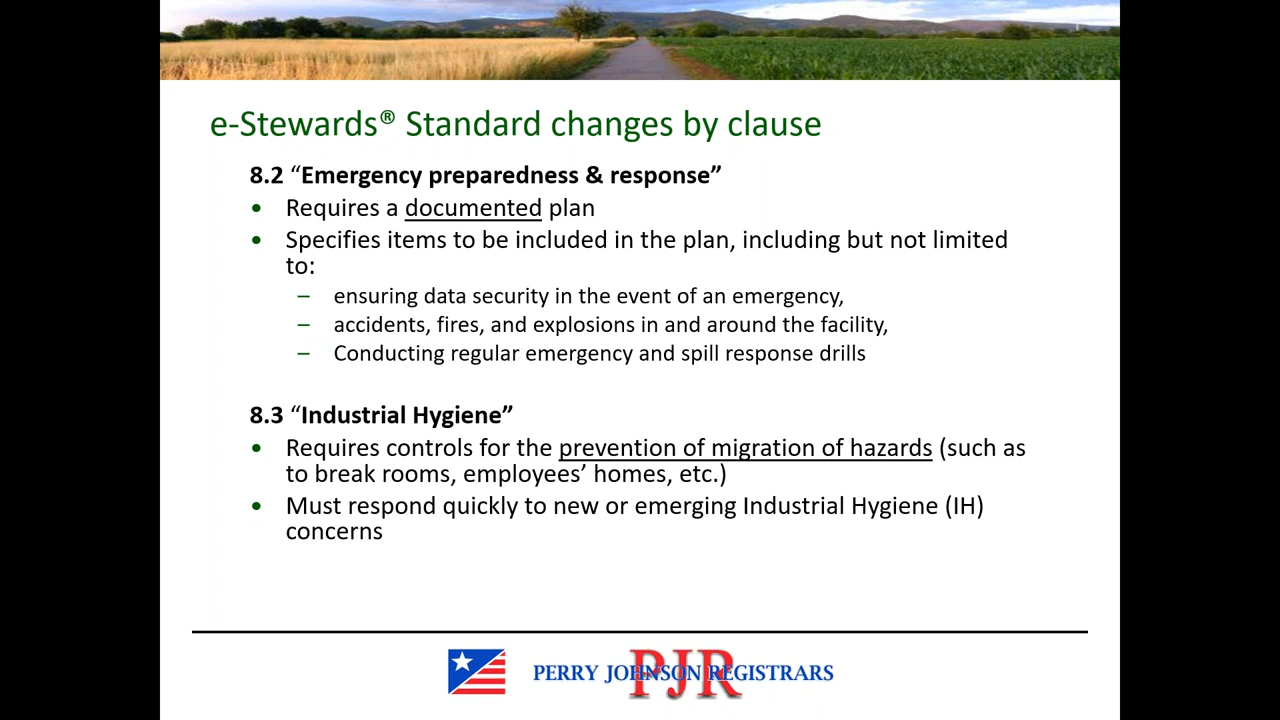 e-Stewards® Standard changes by clause
8.2 “Emergency preparedness & response”
• Requires a documented plan
• Specifies items to be included in the plan, including but not limited
to:
– ensuring data security in the event of an emergency,
– accidents, fires, and explosions in and around the facility,
– Conducting regular emergency and spill response drills
8.3 “Industrial Hygiene”
• Requires controls for the prevention of migration of hazards (such as
to break rooms, employees’ homes, etc.)
• Must respond quickly to new or emerging Industrial Hygiene (IH)
concerns
PJR
PERRY JOHNSON REGISTRARS